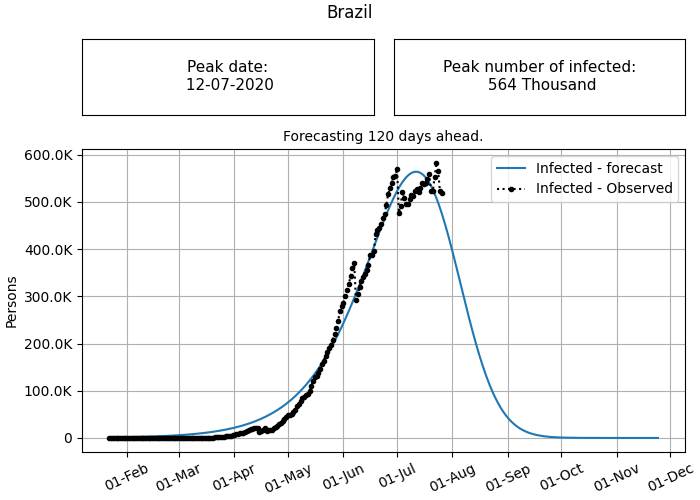 Brazil
Peak date:
12-07-2020
Peak number of infected:
564 Thousand
Forecasting 120 days ahead.
600.0K
500.0K
400.0K
300.0K
200.0K
100.0K
0
Persons
Infected - forecast
Infected - Observed
01-Feb
01-Mar
01-Apr
01-May
01-Jun
01-Jul
01-Aug
01-Sep
01-Oct
01-Nov
01-Dec